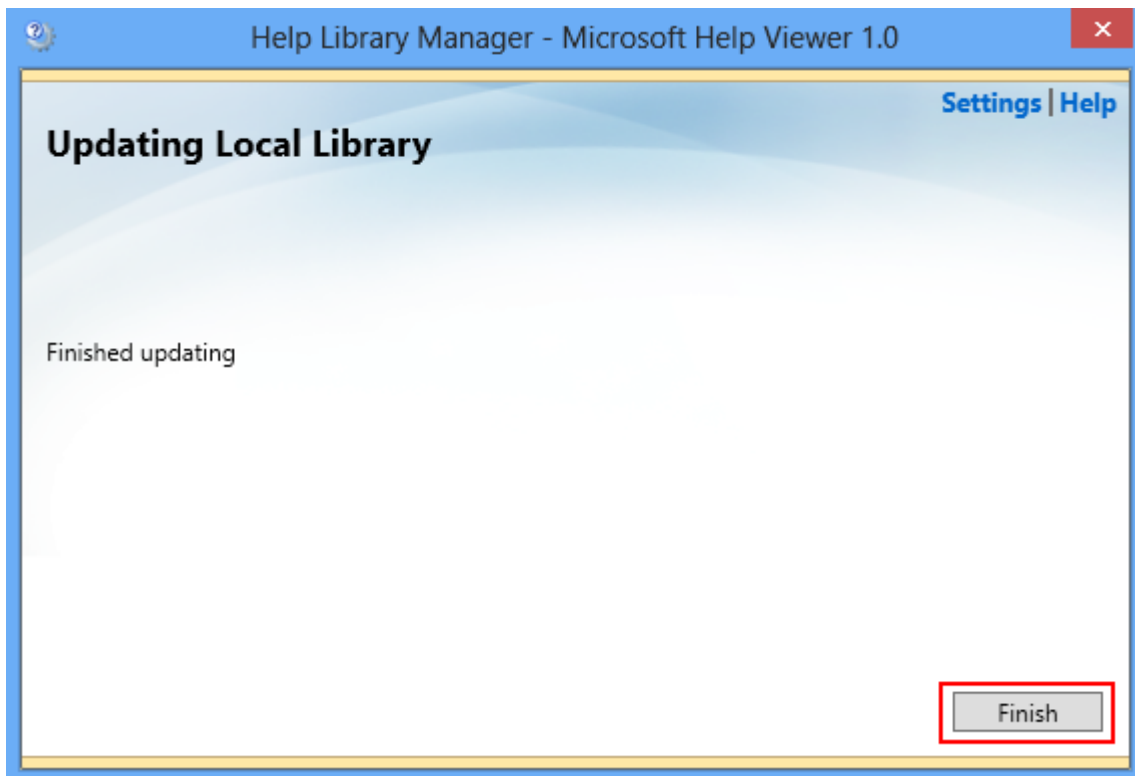 Help Library Manager - Microsoft Help Viewer 1.0
Settings | Help
Updating Local Library
Finished updating
Finish